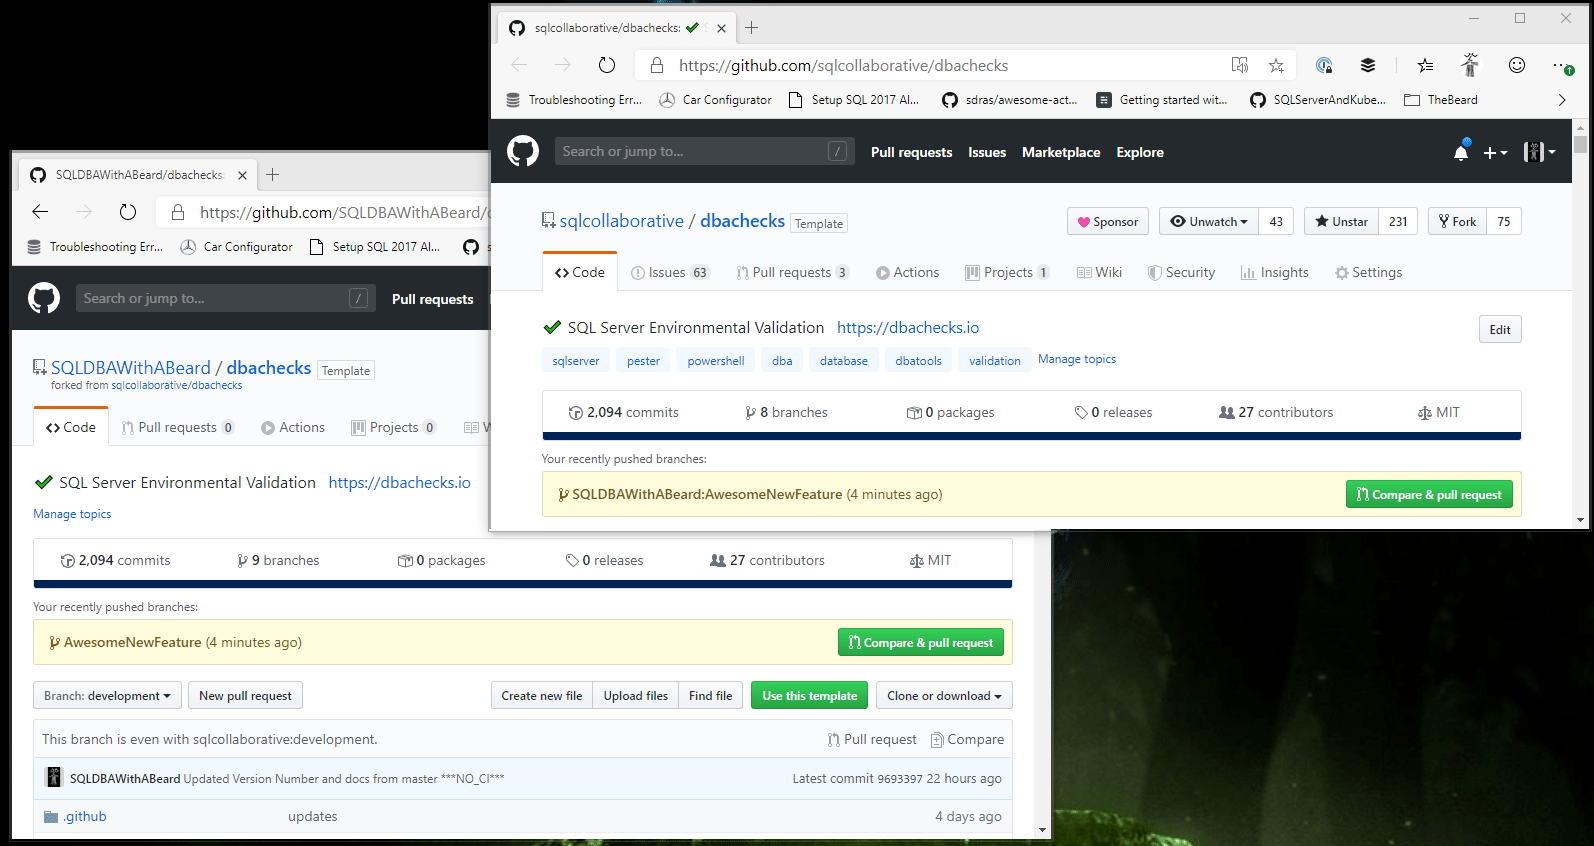 sqlcollaborative/dbachecks:
https://github.com/sqlcollaborative/dbachecks
Troubleshooting Err... Car Configurator Setup SQL 2017 Al... sdras/awesome-act... Getting started wit... SQLServerAndKube... TheBeard
Search or jump to... / Pull requests Issues Marketplace Explore
sqlcollaborative / dbachecks Template Sponsor Unwatch 43 Unstar 231 Fork 75
Code Issues 63 Pull requests 3 Actions Projects 1 Wiki Security Insights Settings
SQL Server Environmental Validation https://dbachecks.io Edit
sqlserver pester powershell dba database dbatools validation Manage topics
2,094 commits 8 branches 0 packages 0 releases 27 contributors MIT
Your recently pushed branches:
SQLDBAWithABeard:AwesomeNewFeature (4 minutes ago) Compare & pull request
SQLDBAWithABeard/dbachecks:
https://github.com/SQLDBAWithABeard/
Troubleshooting Err... Car Configurator Setup SQL 2017 Al...
Search or jump to... / Pull requests
SQLDBAWithABeard / dbachecks Template
forked from sqlcollaborative/dbachecks
Code Pull requests 0 Actions Projects 0 W
SQL Server Environmental Validation https://dbachecks.io
Manage topics
2,094 commits 9 branches 0 packages 0 releases 27 contributors MIT
Your recently pushed branches:
AwesomeNewFeature (4 minutes ago) Compare & pull request
Branch: development New pull request Create new file Upload files Find file Use this template Clone or download
This branch is even with sqlcollaborative:development. Pull request Compare
SQLDBAWithABeard Updated Version Number and docs from master ***NO_CI*** Latest commit 9693397 22 hours ago
.github updates 4 days ago